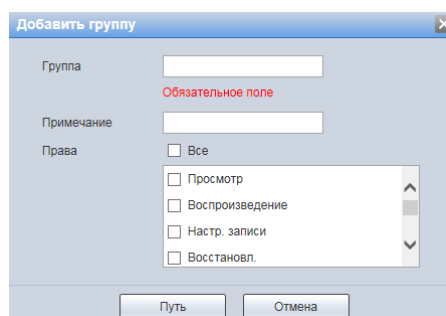 Добавить группу
Группа
Обязательное поле
Примечание
Права Все
Просмотр
Воспроизведение
Настр. записи
Восстановл.
Путь Отмена